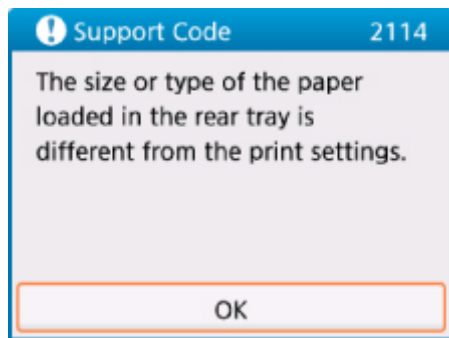 Support Code 2114
The size or type of the paper
loaded in the rear tray is
different from the print settings.
OK